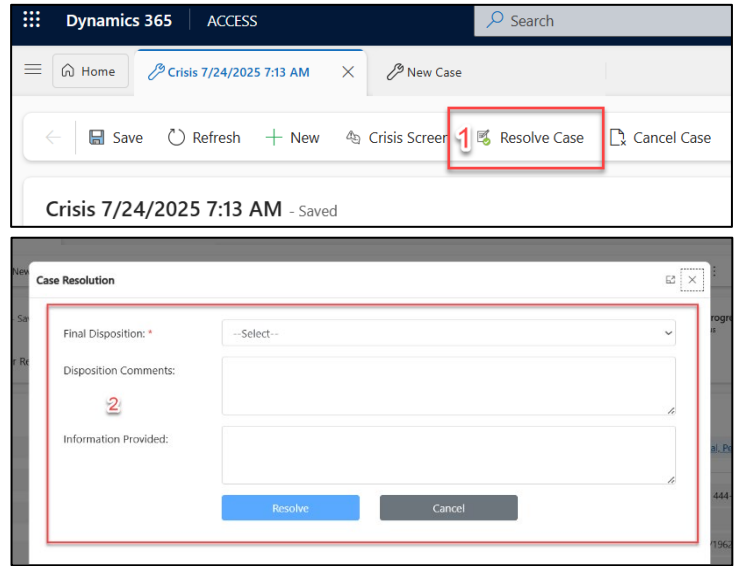 Dynamics 365 ACCESS Search
Home Crisis 7/24/2025 7:13 AM New Case
Save Refresh New Crisis Screen 1 Resolve Case Cancel Case
Crisis 7/24/2025 7:13 AM - Saved
New
Case Resolution
Final Disposition: * --Select--
Disposition Comments:
2
Information Provided:
Resolve Cancel
444-